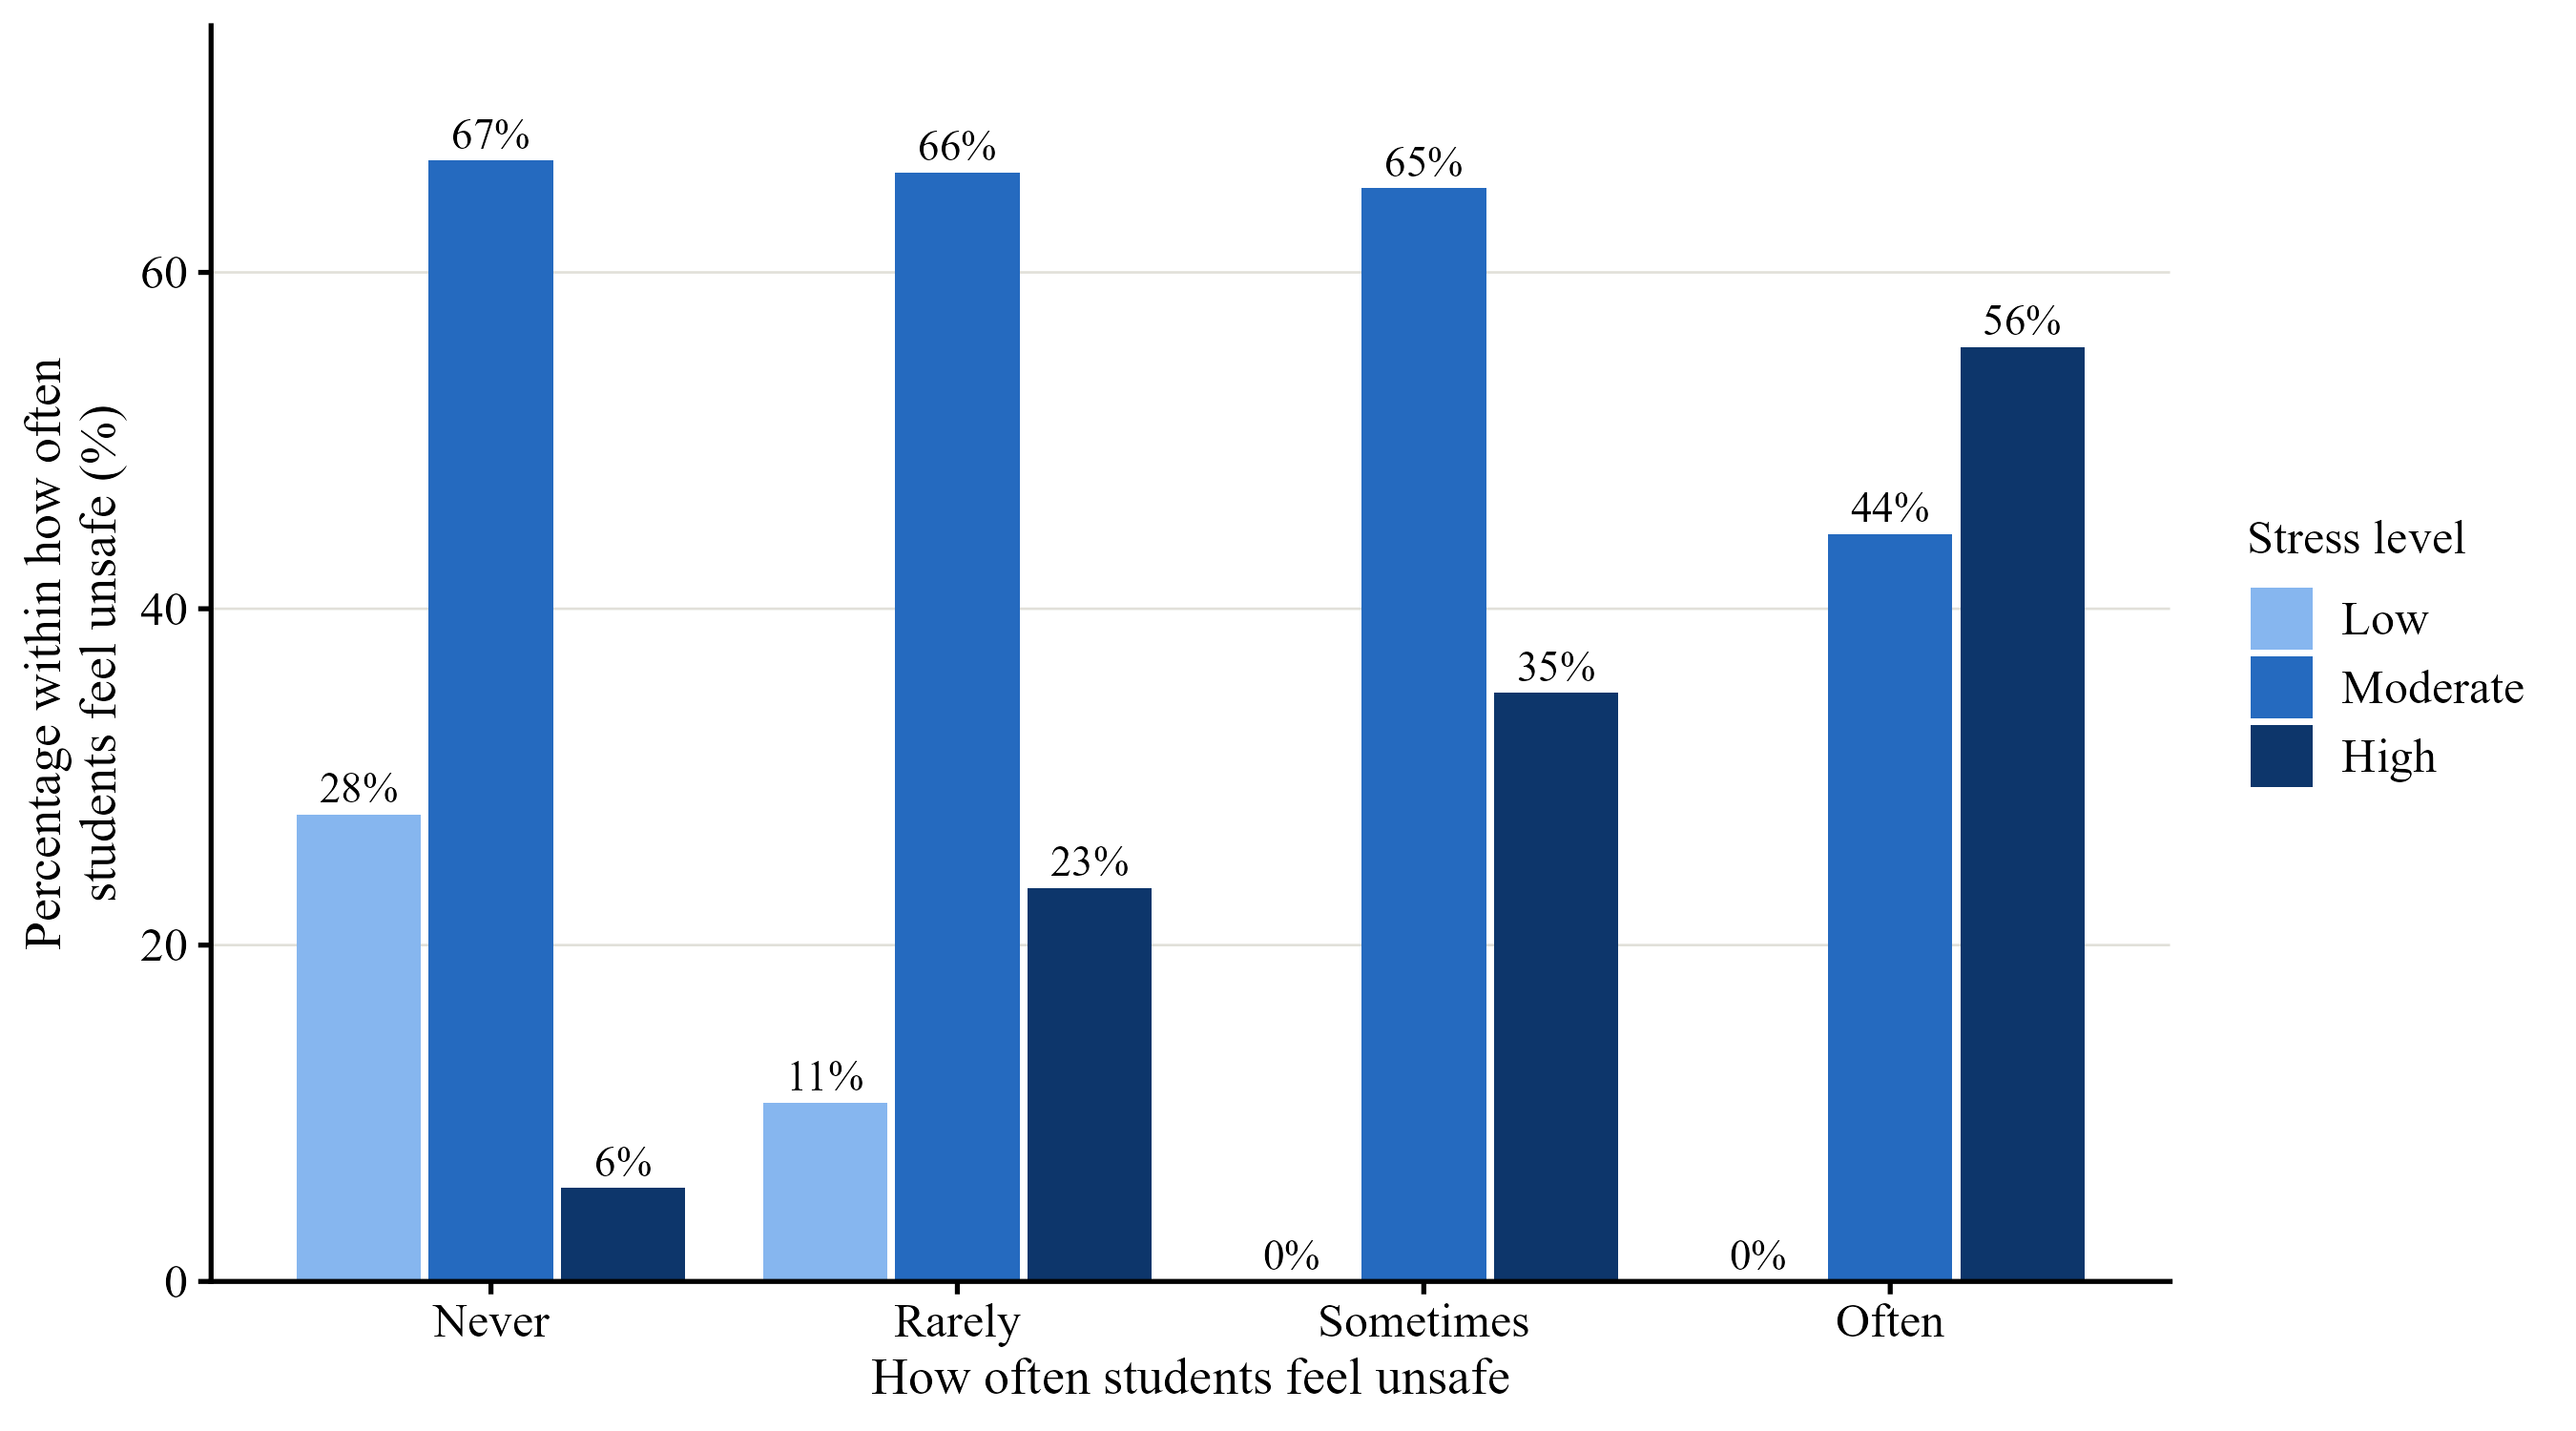 Percentage within how often
students feel unsafe (%)
60
40
20
0
28%
67%
6%
11%
66%
23%
0%
65%
35%
0%
44%
56%
Never
Rarely
Sometimes
Often
How often students feel unsafe
Stress level
Low
Moderate
High